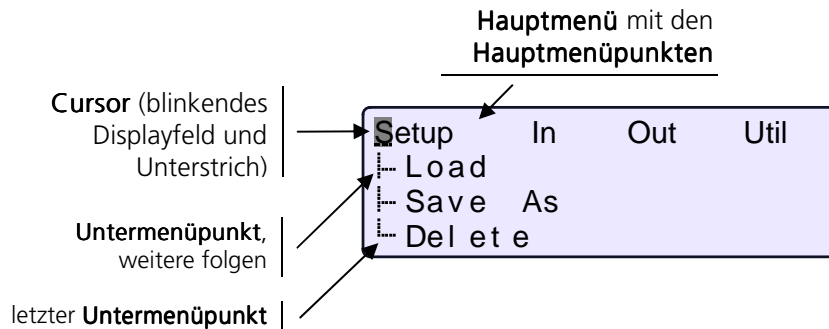 Hauptmenü mit den
Hauptmenüpunkten
Cursor (blinkendes
Displayfeld und
Unterstrich)
Setup In Out Util
Load
Save As
Delete
Untermenüpunkt,
weitere folgen
letzter Untermenüpunkt